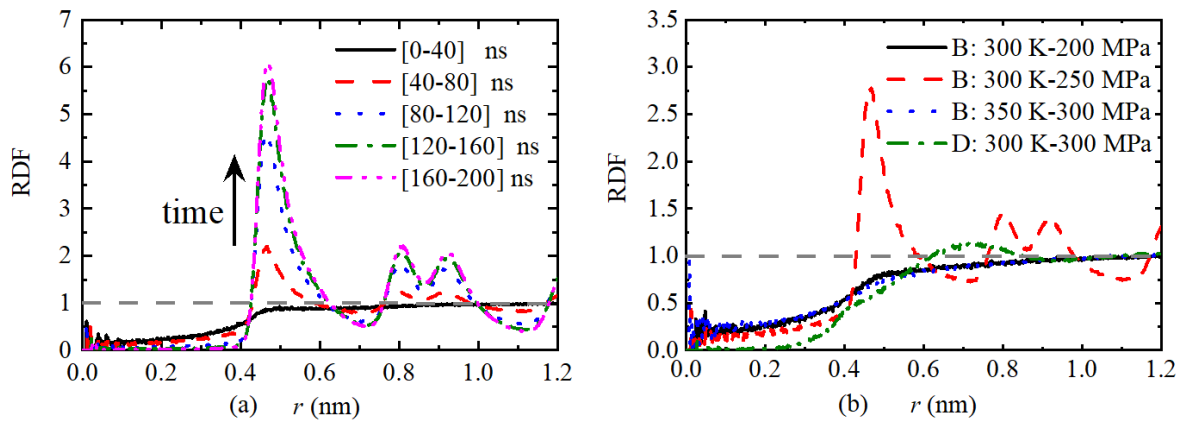 RDF
7
6
5
4
3
2
1
0
0.0 0.2 0.4 0.6 0.8 1.0 1.2
[0-40] ns
[40-80] ns
[80-120] ns
[120-160] ns
[160-200] ns
time
(a) r (nm)
RDF
3.5
3.0
2.5
2.0
1.5
1.0
0.5
0.0
0.0 0.2 0.4 0.6 0.8 1.0 1.2
B: 300 K-200 MPa
B: 300 K-250 MPa
B: 350 K-300 MPa
D: 300 K-300 MPa
(b) r (nm)